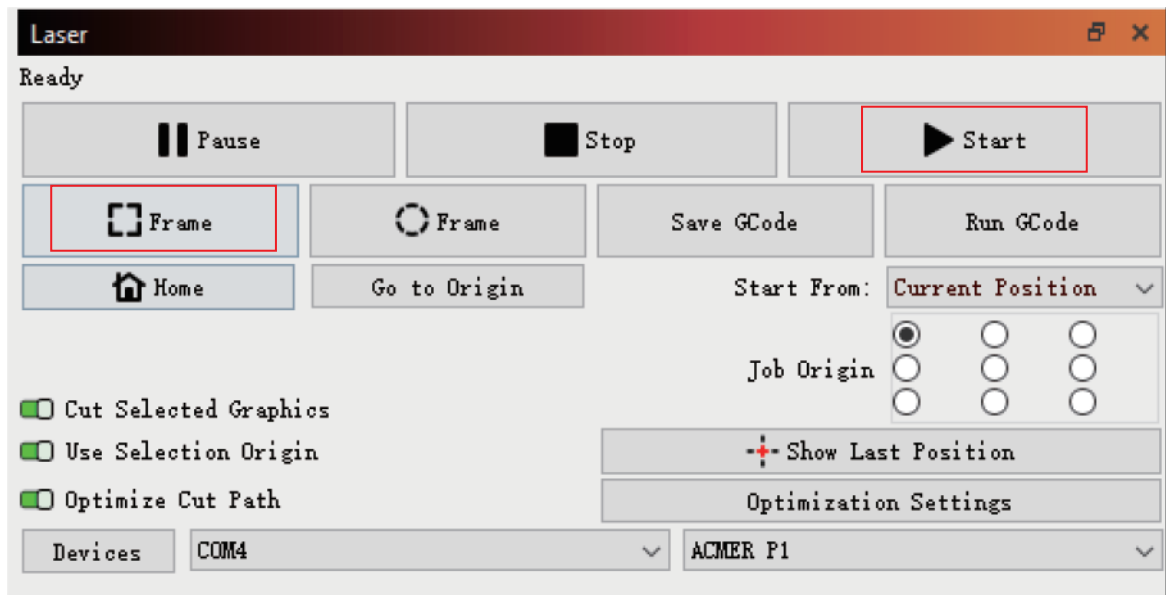 Laser
Ready
Pause Stop Start
Frame Frame Save GCode Run GCode
Home Go to Origin Start From: Current Position
Job Origin
Cut Selected Graphics
Use Selection Origin Show Last Position
Optimize Cut Path Optimization Settings
Devices COM4 ACMER P1